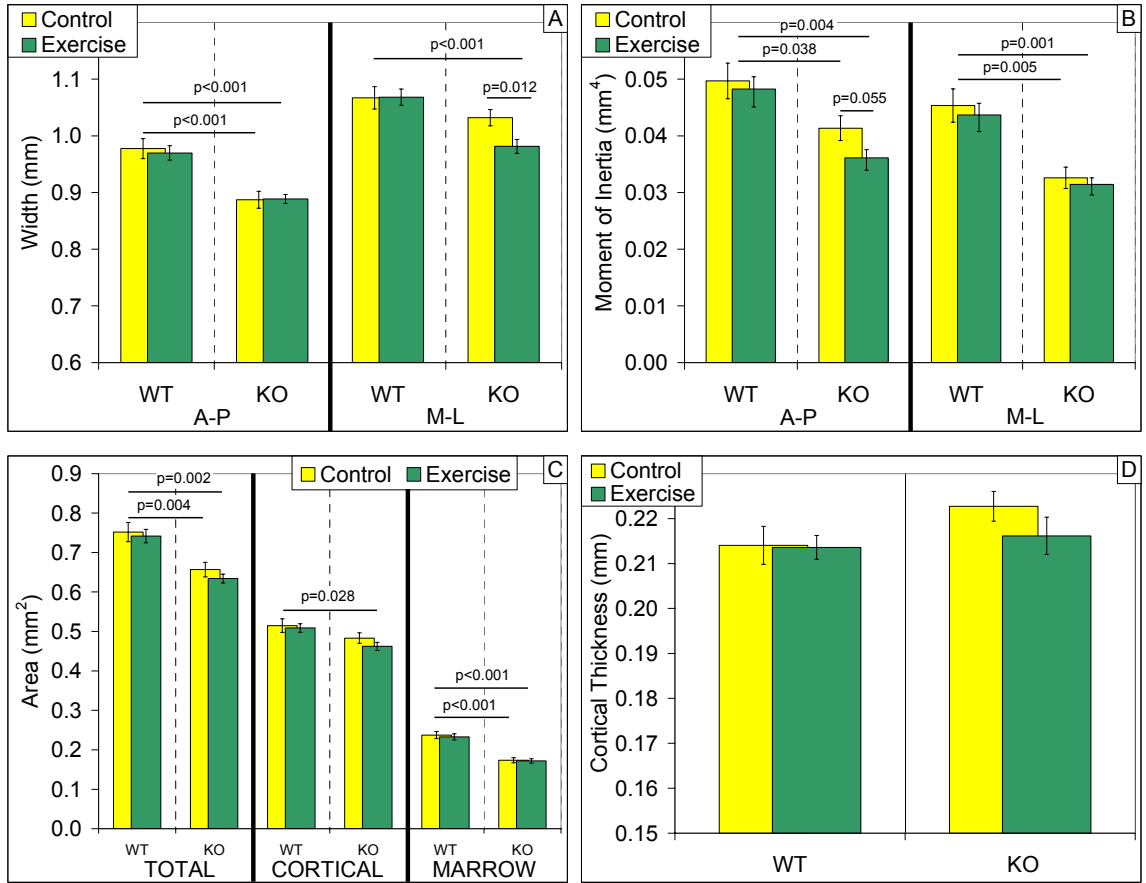 A
Control
Exercise
p<0.001
p<0.001
p<0.001
p=0.012
1.1
1.0
0.9
0.8
0.7
0.6
Width (mm)
WT KO WT KO
A-P M-L
B
Control
Exercise
p=0.004
p=0.038
p=0.055
p=0.001
p=0.005
0.05
0.04
0.03
0.02
0.01
0.00
Moment of Inertia (mm⁴)
WT KO WT KO
A-P M-L
C
Control Exercise
p=0.002
p=0.004
p=0.028
p<0.001
p<0.001
0.9
0.8
0.7
0.6
0.5
0.4
0.3
0.2
0.1
0.0
Area (mm²)
WT KO WT KO WT KO
TOTAL CORTICAL MARROW
D
Control
Exercise
0.22
0.21
0.20
0.19
0.18
0.17
0.16
0.15
Cortical Thickness (mm)
WT KO